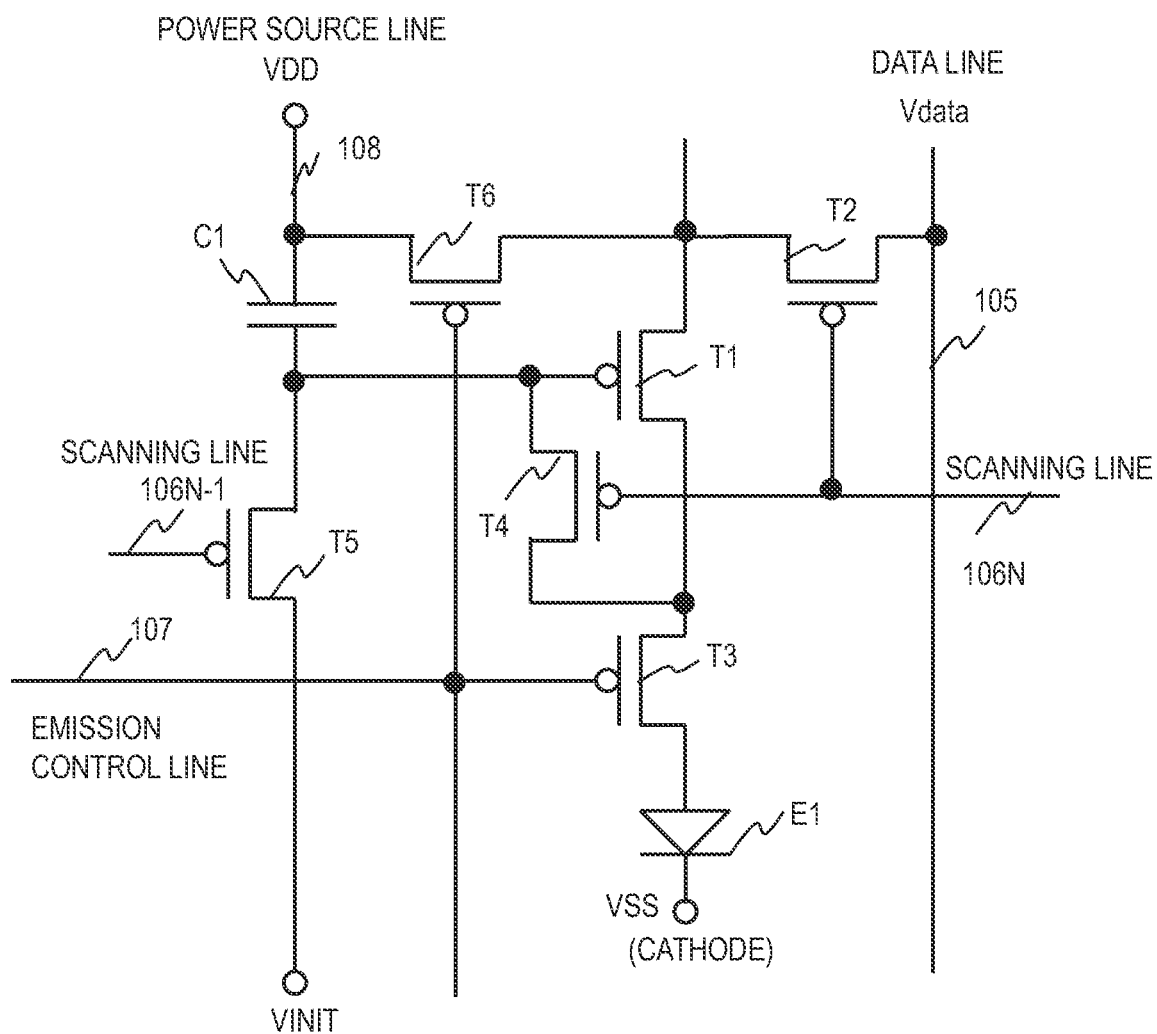 POWER SOURCE LINE
VDD
DATA LINE
Vdata
108
T6
T2
C1
105
T1
SCANNING LINE
106N-1
SCANNING LINE
T4
T5
106N
107
T3
EMISSION
CONTROL LINE
E1
VSS
(CATHODE)
VINIT